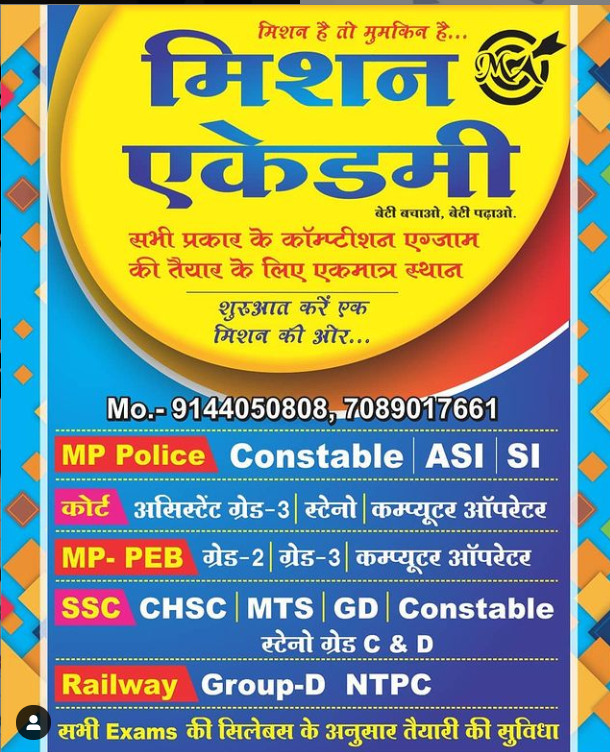 मिशन है तो मुमकिन है...
MCA
मिशन
एकेडमी
बेटी बचाओ, बेटी पढ़ाओ.
सभी प्रकार के कॉम्प्टीशन एग्जाम
की तैयार के लिए एकमात्र स्थान
शुरुआत करें एक
मिशन की ओर...
Mo.- 9144050808, 7089017661
MP Police Constable | ASI | SI
कोर्ट असिस्टेंट ग्रेड-3 | स्टेनो | कम्प्यूटर ऑपरेटर
MP- PEB ग्रेड-2 | ग्रेड-3 | कम्प्यूटर ऑपरेटर
SSC CHSC | MTS | GD | Constable
स्टेनो ग्रेड C & D
Railway Group-D NTPC
सभी Exams की सिलेबस के अनुसार तैयारी की सुविधा